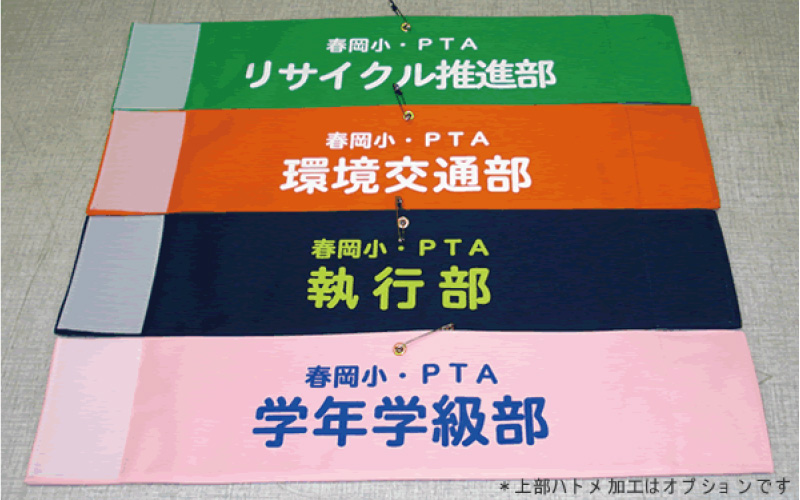 春岡小・PTA
リサイクル推進部
春岡小・PTA
環境交通部
春岡小・PTA
執行部
春岡小・PTA
学年学級部
*上部ハトメ加工はオプションです